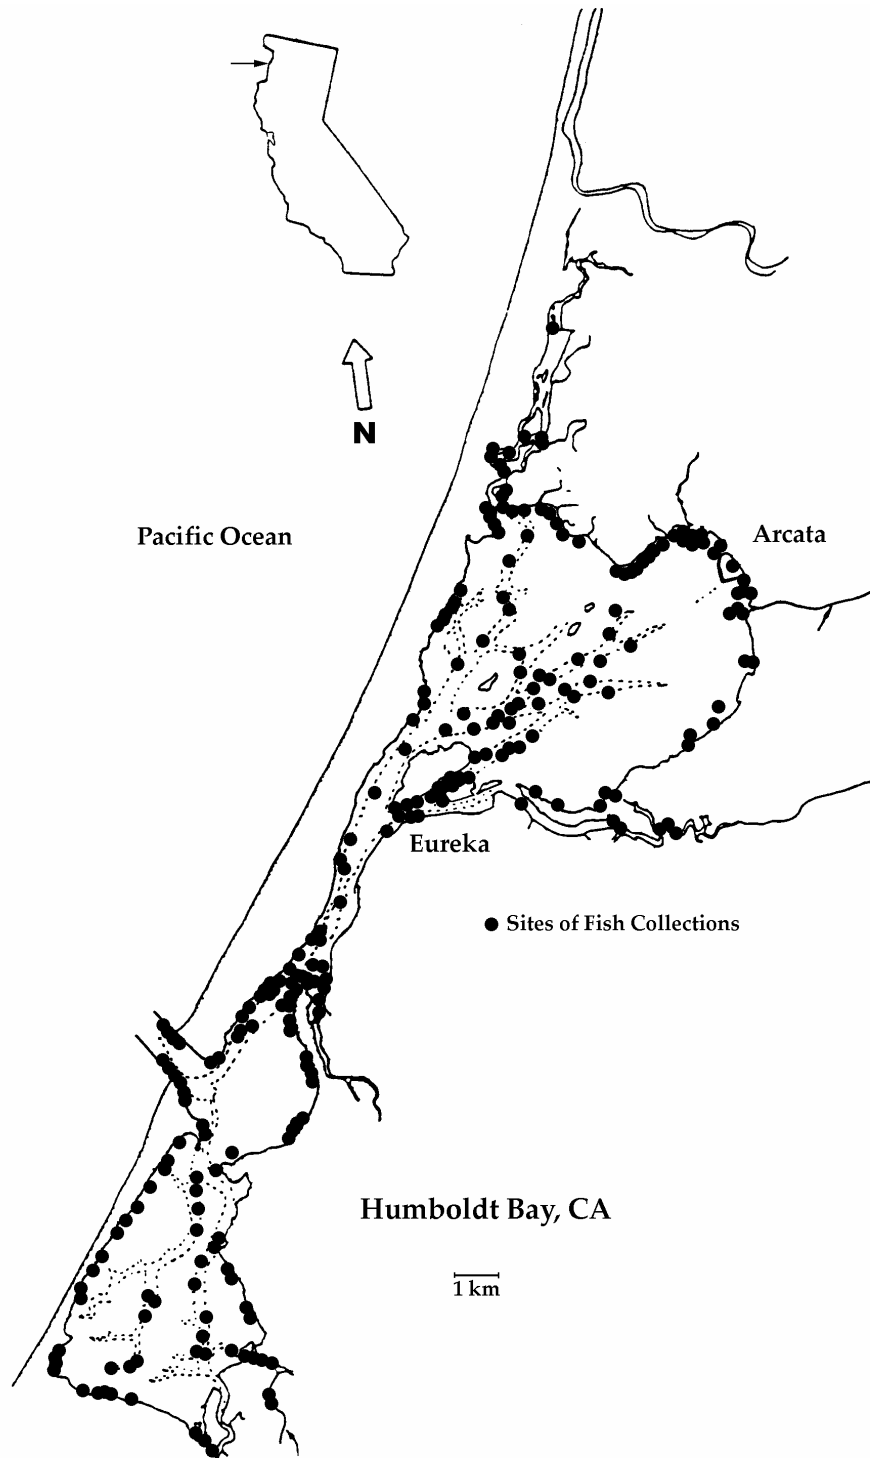 N
Pacific Ocean
Arcata
Eureka
Sites of Fish Collections
Humboldt Bay, CA
1 km